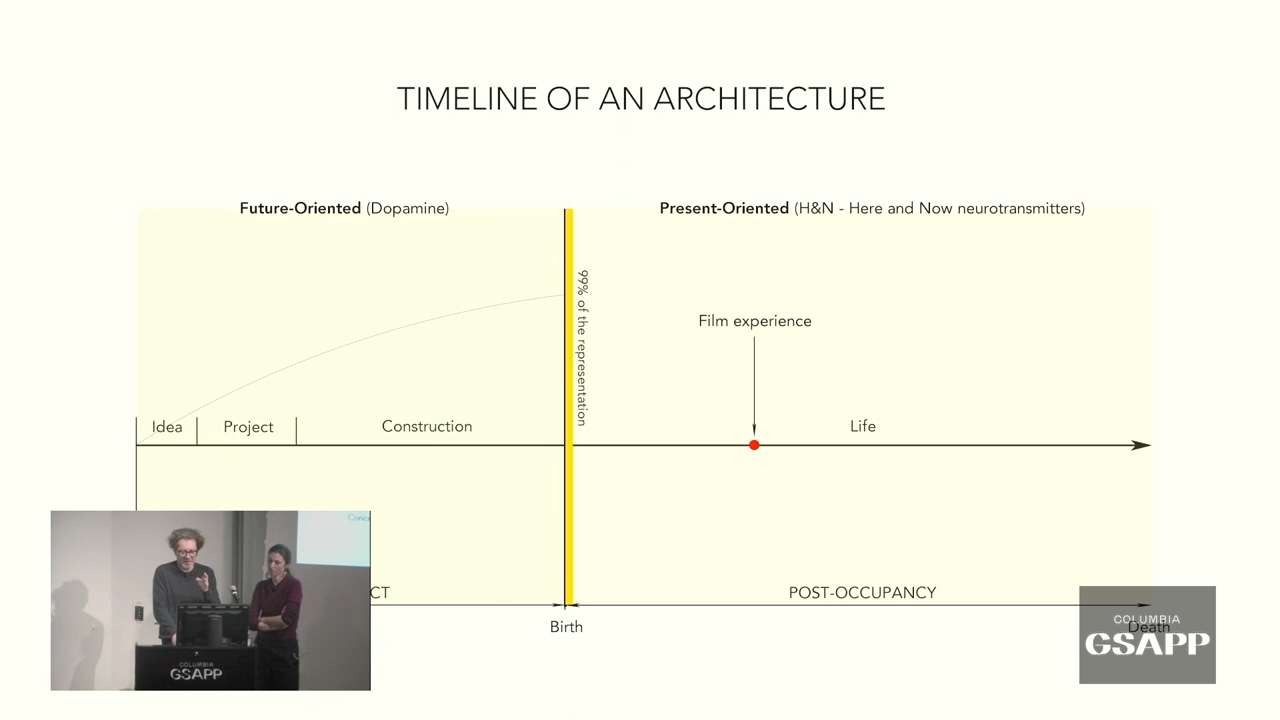 TIMELINE OF AN ARCHITECTURE
Future-Oriented (Dopamine)
Present-Oriented (H&N - Here and Now neurotransmitters)
99% of the representation
Film experience
Idea
Project
Construction
Life
CT
POST-OCCUPANCY
Birth
Death
COLUMBIA
GSAPP
COLUMBIA
GSAPP